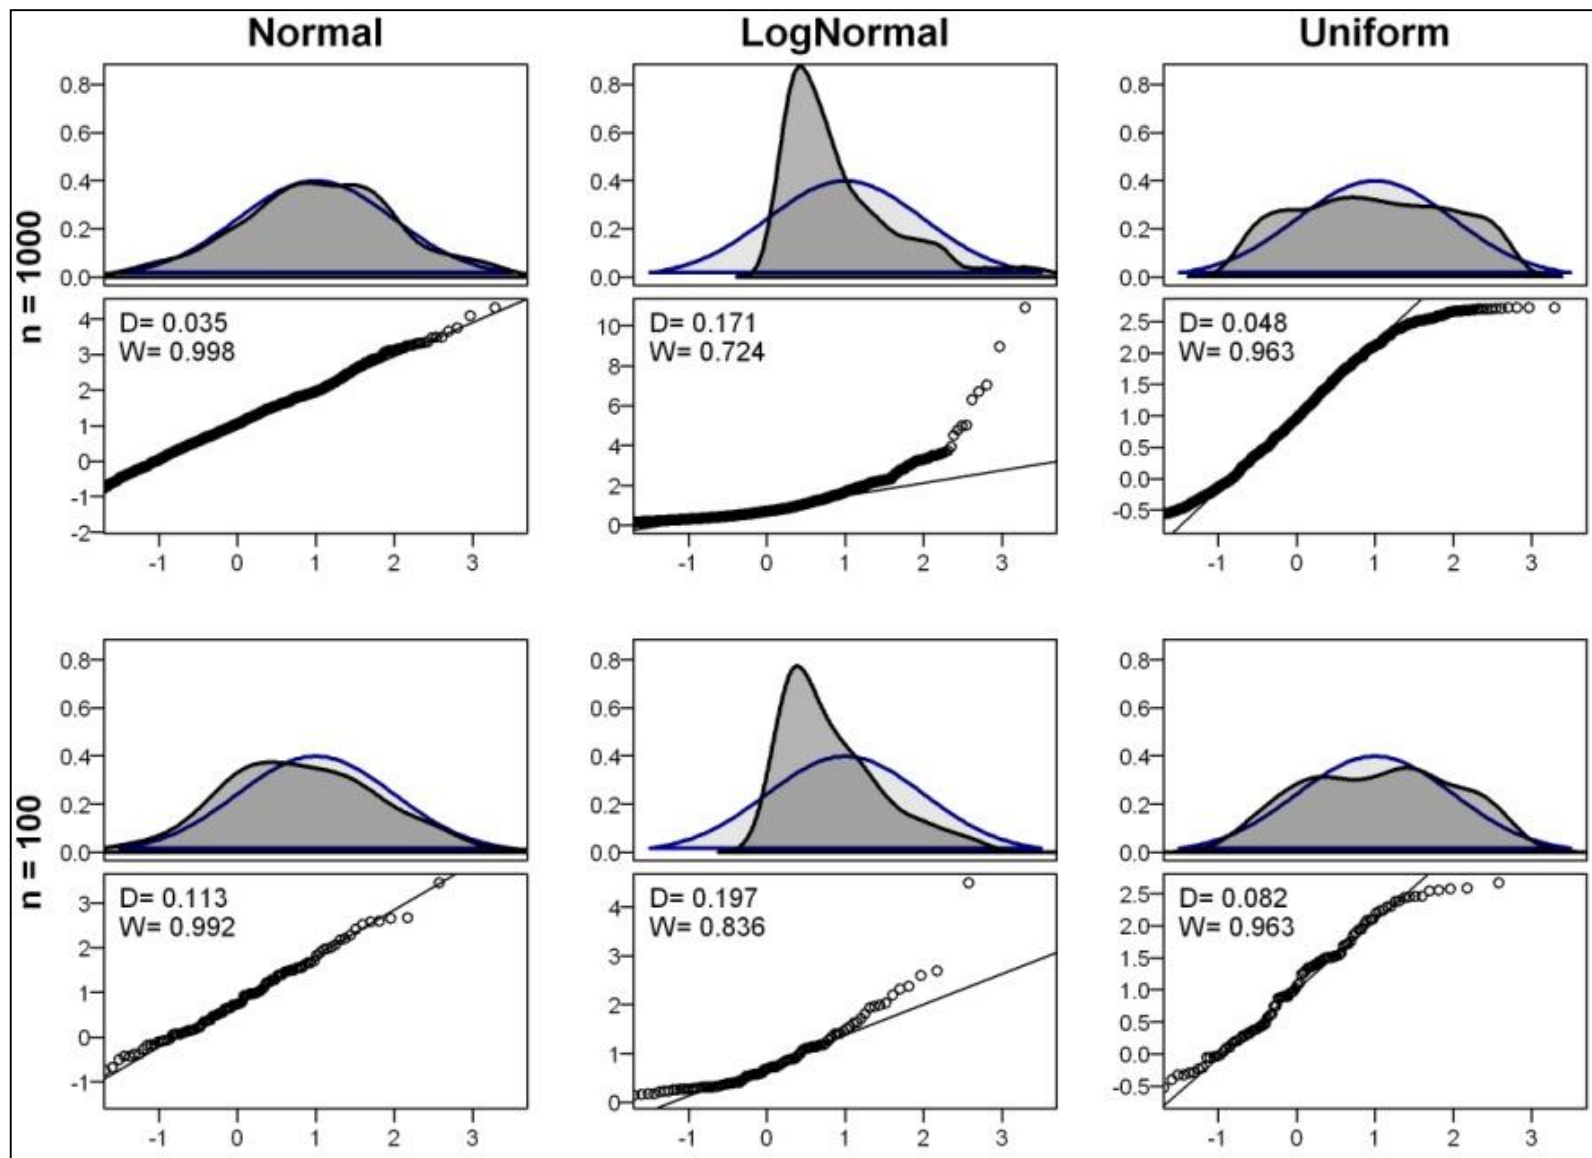 Normal LogNormal Uniform
n = 1000
0.8 0.8 0.8
0.6 0.6 0.6
0.4 0.4 0.4
0.2 0.2 0.2
0.0 0.0 0.0
D= 0.035
W= 0.998
4
3
2
1
0
-1
-2
-1 0 1 2 3
D= 0.171
W= 0.724
10
8
6
4
2
0
-1 0 1 2 3
D= 0.048
W= 0.963
2.5
2.0
1.5
1.0
0.5
0.0
-0.5
-1 0 1 2 3
n = 100
0.8 0.8 0.8
0.6 0.6 0.6
0.4 0.4 0.4
0.2 0.2 0.2
0.0 0.0 0.0
D= 0.113
W= 0.992
3
2
1
0
-1
-1 0 1 2 3
D= 0.197
W= 0.836
4
3
2
1
0
-1 0 1 2 3
D= 0.082
W= 0.963
2.5
2.0
1.5
1.0
0.5
0.0
-0.5
-1 0 1 2 3